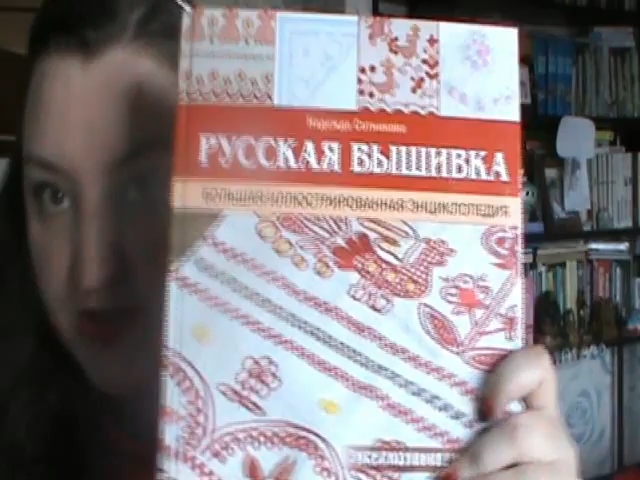 Надежда Сотникова
РУССКАЯ ВЫШИВКА
БОЛЬШАЯ ИЛЛЮСТРИРОВАННАЯ ЭНЦИКЛОПЕДИЯ